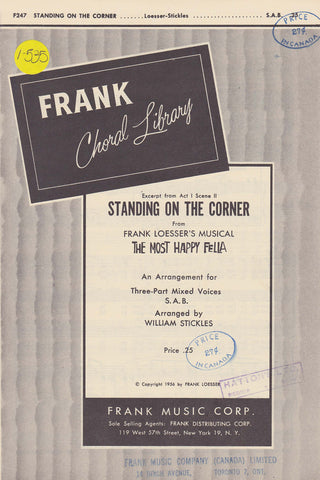 F247 STANDING ON THE CORNER Loesser-Stickles S.A.B. .25
PRICE
27¢
IN CANADA
1-535
FRANK
Choral Library
Excerpt from Act I Scene II
STANDING ON THE CORNER
From
FRANK LOESSER'S MUSICAL
THE MOST HAPPY FELLA
An Arrangement for
Three-Part Mixed Voices
S.A.B.
Arranged by
WILLIAM STICKLES
Price .25
PRICE
27¢
IN CANADA
© Copyright 1956 by FRANK LOESSER
FRANK MUSIC CORP.
Sole Selling Agents: FRANK DISTRIBUTING CORP.
119 West 57th Street, New York 19, N. Y.
FRANK MUSIC COMPANY (CANADA) LIMITED
AVENUE, TORONTO 7, ONT.